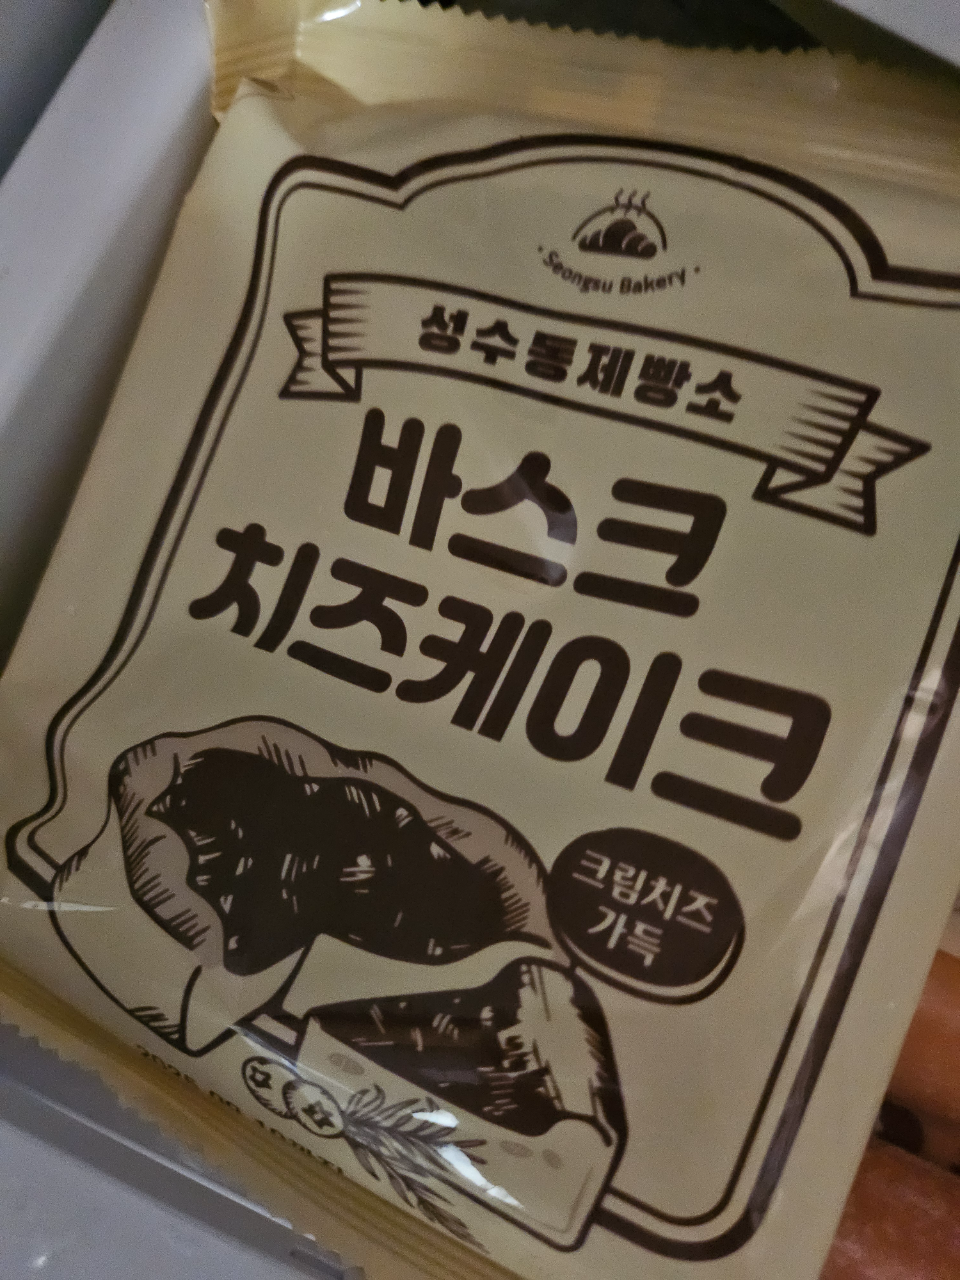 Seongsu Bakery
성수동제빵소
바스크
치즈케이크
크림치즈
가득